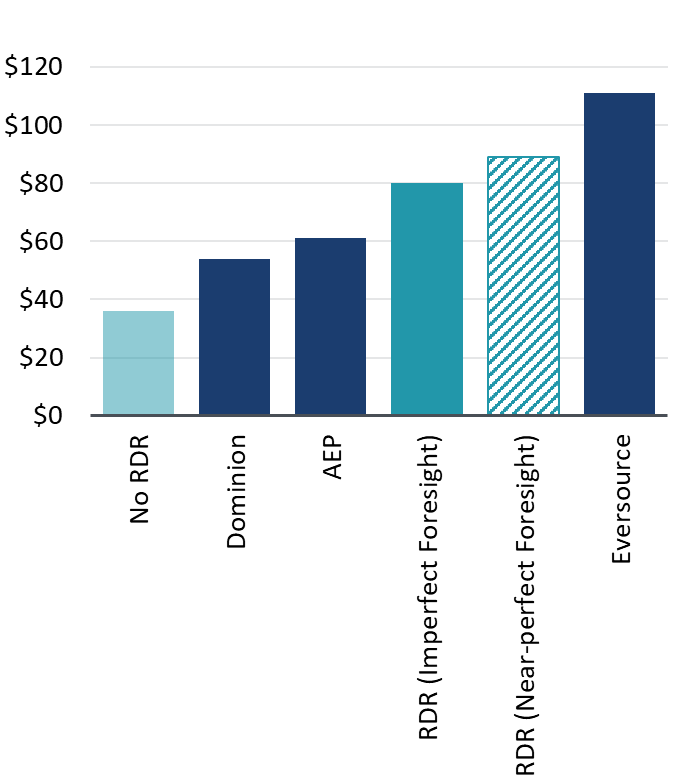 $120
$100
$80
$60
$40
$20
$0
No RDR
Dominion
AEP
RDR (Imperfect Foresight)
RDR (Near-perfect Foresight)
Eversource